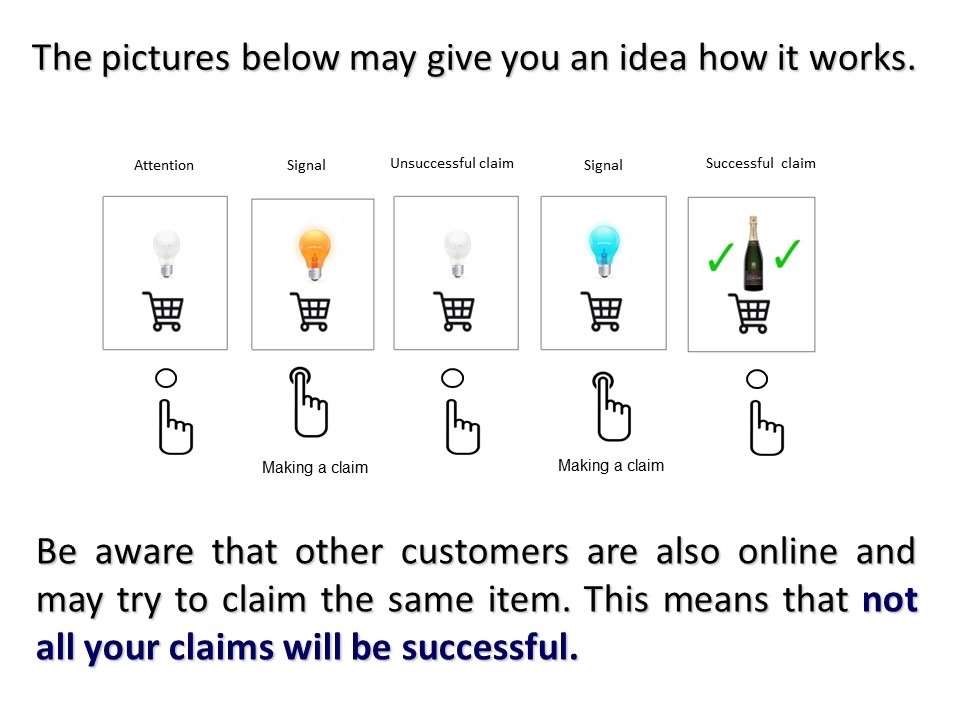 The pictures below may give you an idea how it works.
Attention
Signal
Unsuccessful claim
Signal
Successful claim
Making a claim
Making a claim
Be aware that other customers are also online and
may try to claim the same item. This means that not
all your claims will be successful.